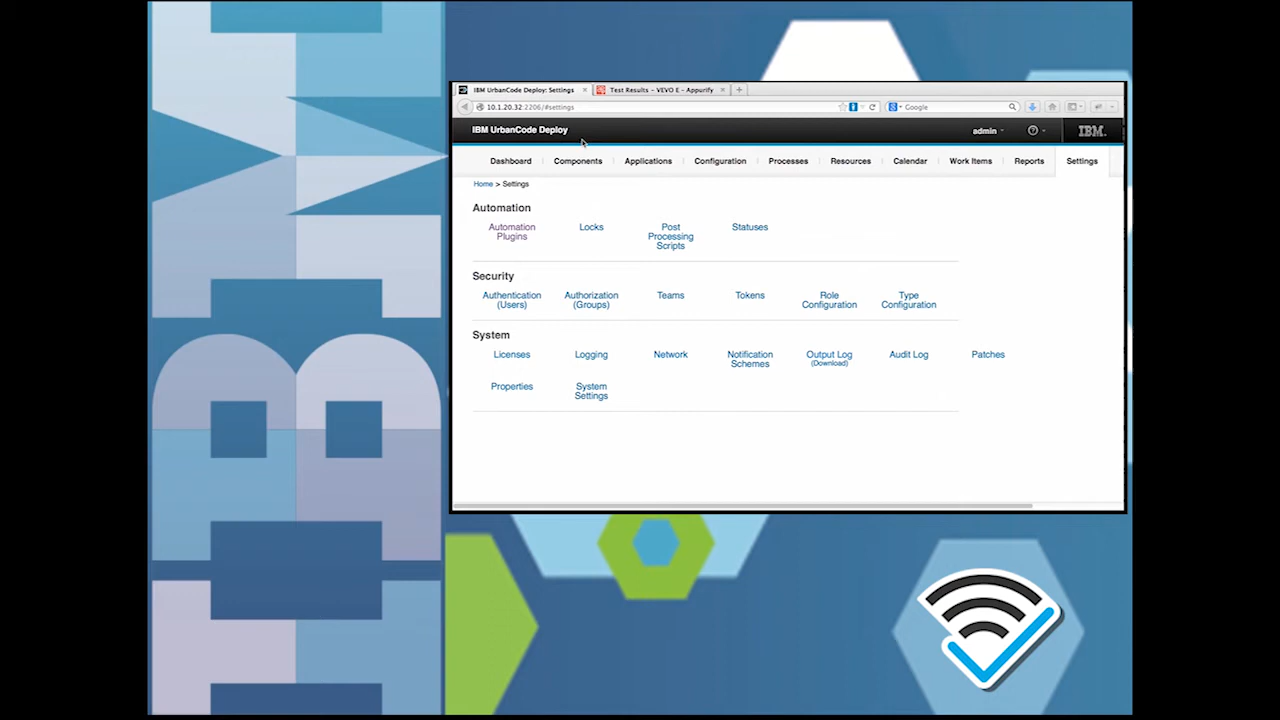 IBM UrbanCode Deploy: Settings
Test Results - VEVO E - Appurify
10.1.20.32:2206/#settings
Google
IBM UrbanCode Deploy
admin
IBM
Dashboard Components Applications Configuration Processes Resources Calendar Work Items Reports Settings
Home > Settings
Automation
Automation Plugins
Locks
Post Processing Scripts
Statuses
Security
Authentication (Users)
Authorization (Groups)
Teams
Tokens
Role Configuration
Type Configuration
System
Licenses
Logging
Network
Notification Schemes
Output Log (Download)
Audit Log
Patches
Properties
System Settings
IBM